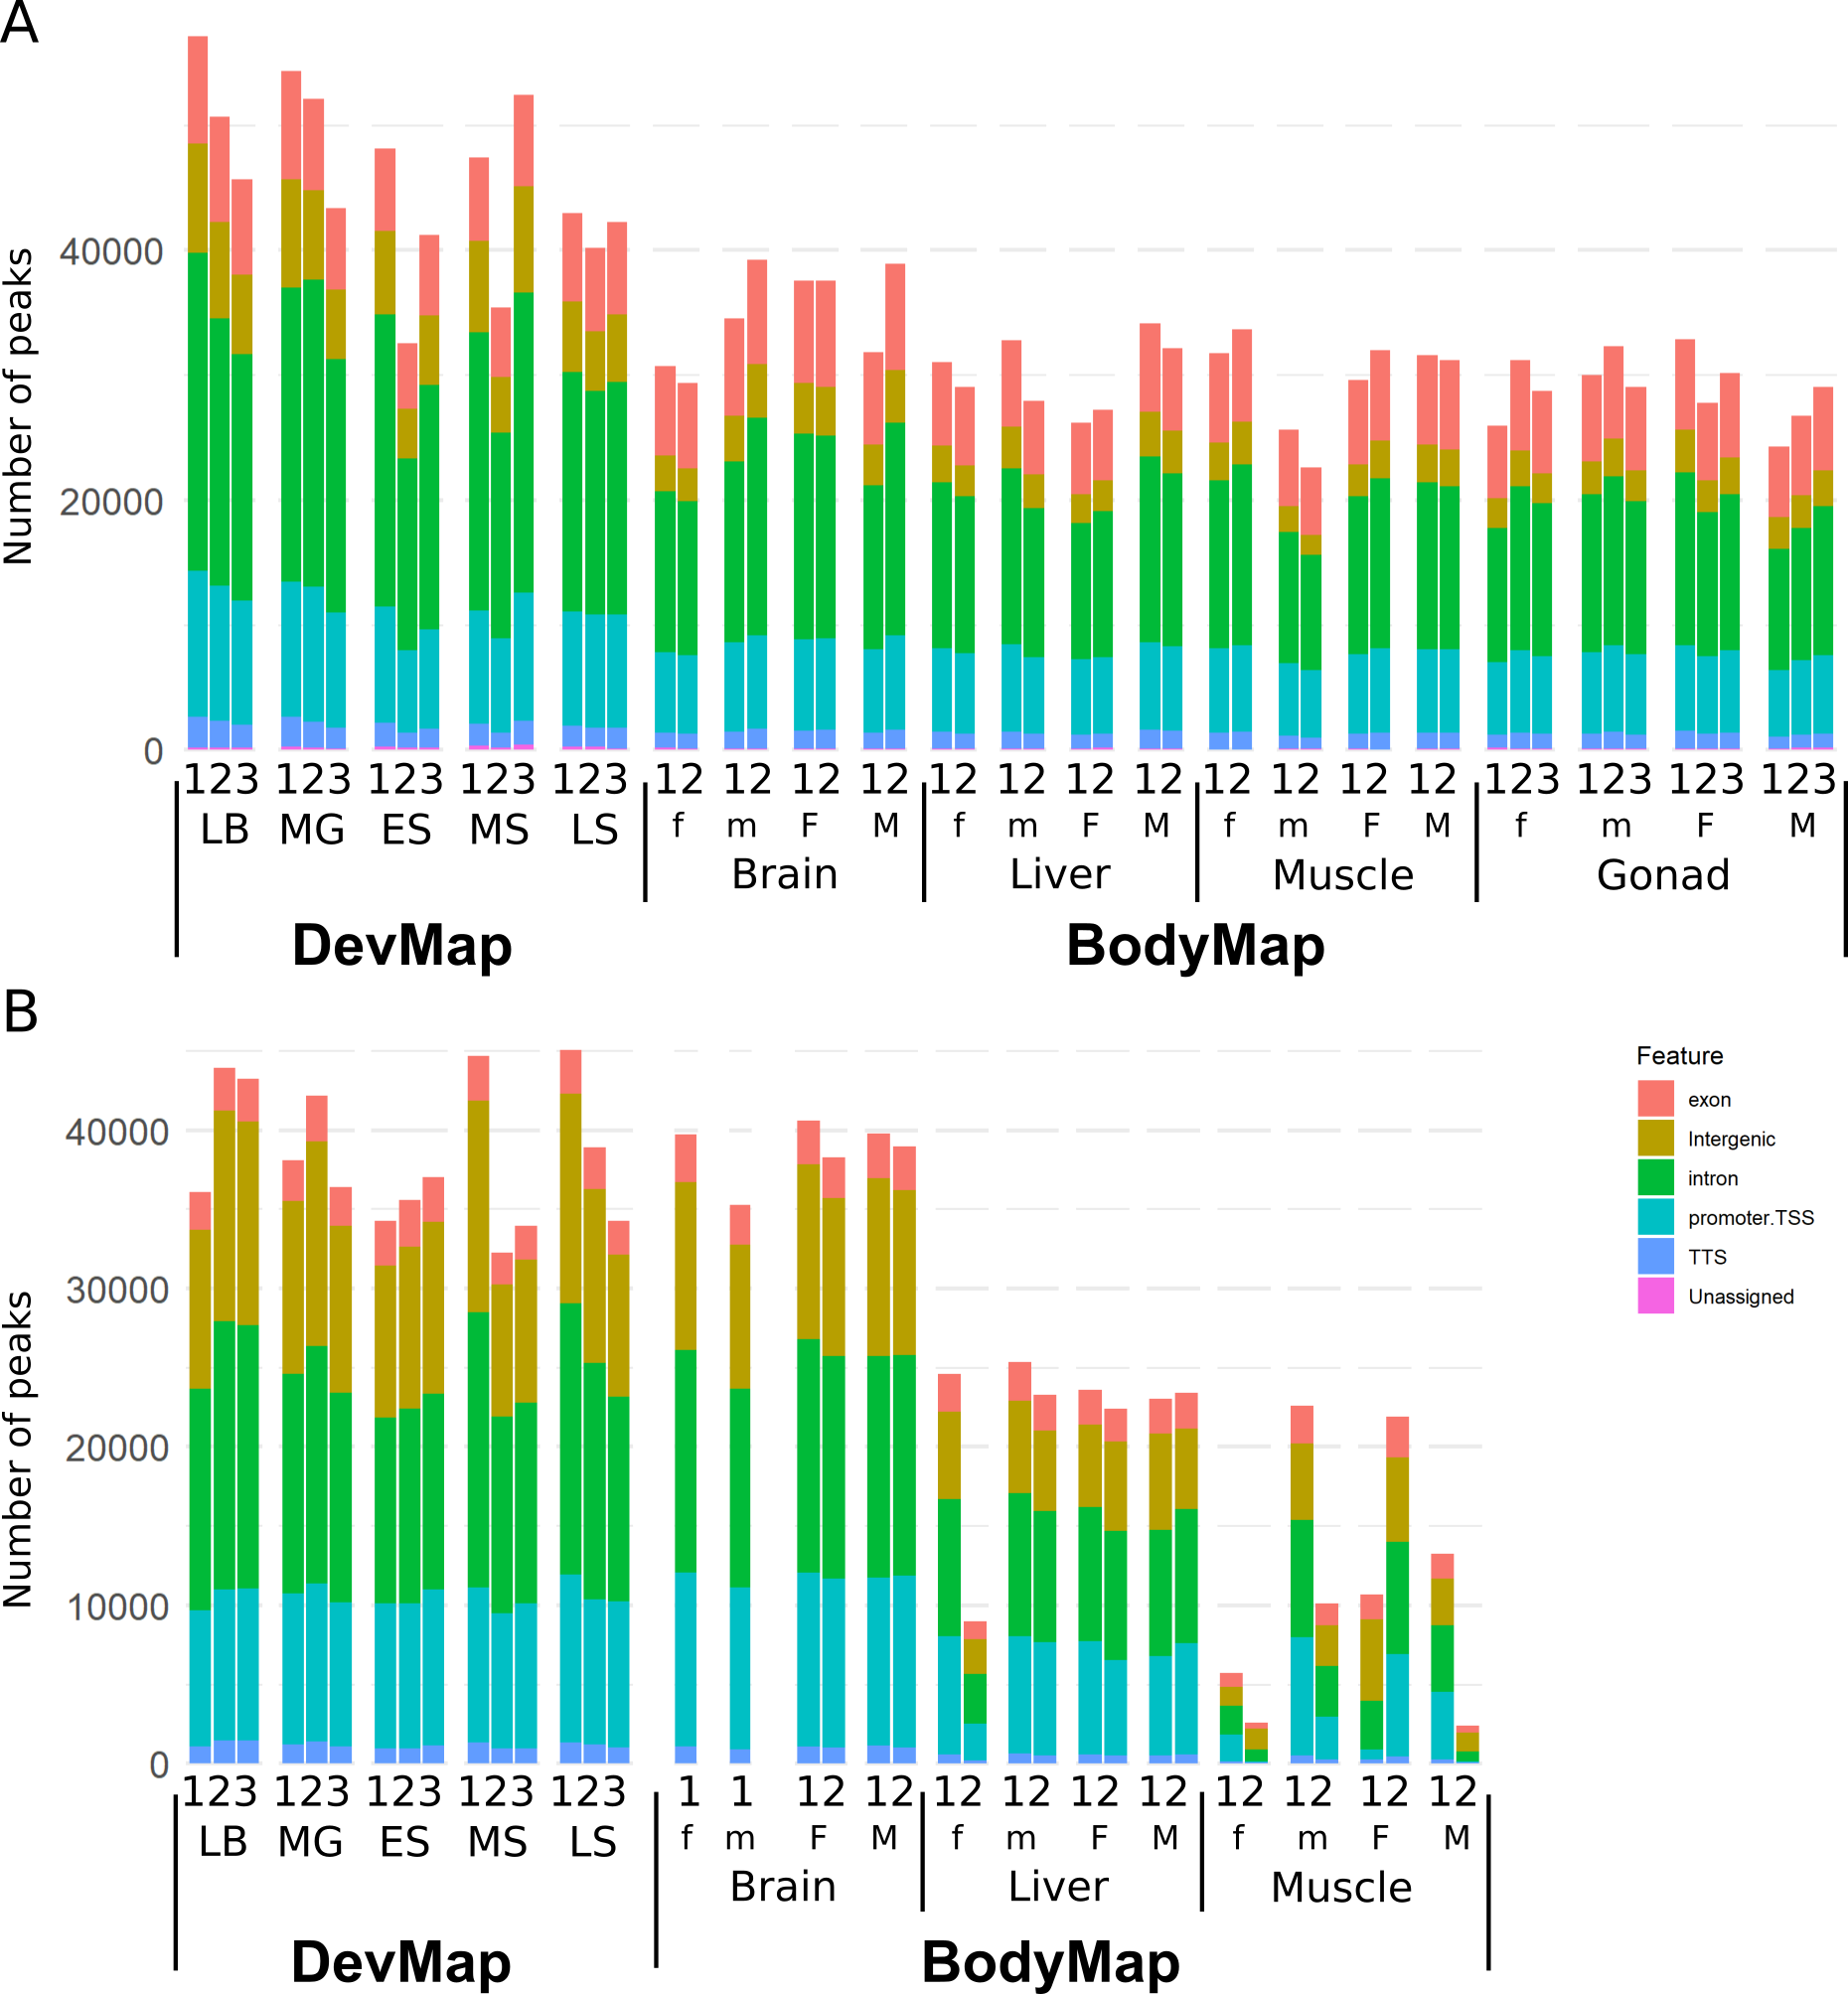 A
Number of peaks
40000
20000
0
123 123 123 123 123 12 12 12 12 12 12 12 12 12 12 12 12 123 123 123 123
LB MG ES MS LS f m F M f m F M f m F M f m F M
Brain Liver Muscle Gonad
DevMap BodyMap
B
Number of peaks
40000
30000
20000
10000
0
Feature
exon
Intergenic
intron
promoter.TSS
TTS
Unassigned
123 123 123 123 123 1 1 12 12 12 12 12 12 12 12 12 12
LB MG ES MS LS f m F M f m F M f m F M
Brain Liver Muscle
DevMap BodyMap